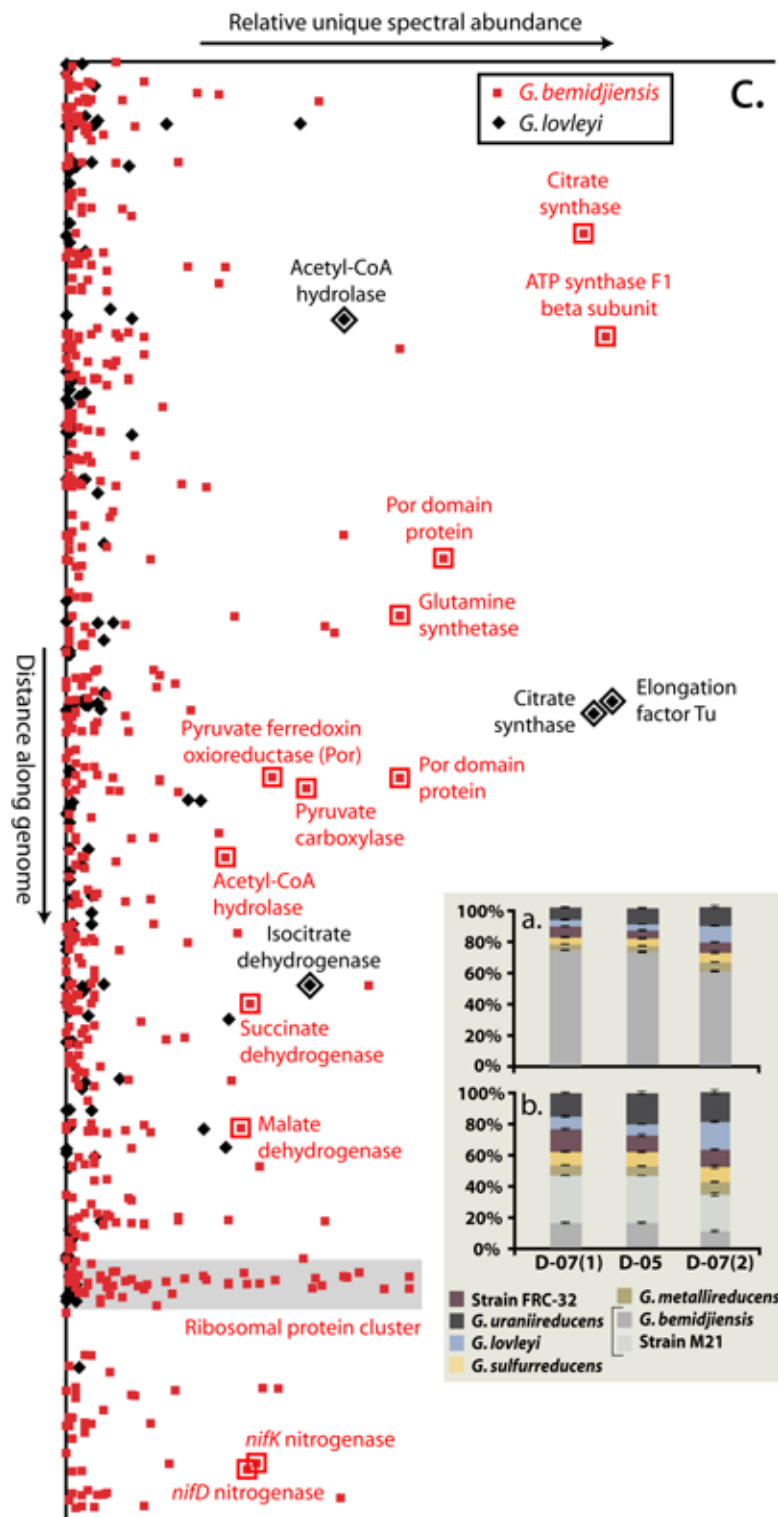 Relative unique spectral abundance
C.
G. bemidjiensis
G. lovleyi
Citrate
synthase
Acetyl-CoA
hydrolase
ATP synthase F1
beta subunit
Por domain
protein
Glutamine
synthetase
Distance along genome
Citrate
synthase
Elongation
factor Tu
Pyruvate ferredoxin
oxioreductase (Por)
Por domain
protein
Pyruvate
carboxylase
Acetyl-CoA
hydrolase
Isocitrate
dehydrogenase
Succinate
dehydrogenase
Malate
dehydrogenase
Ribosomal protein cluster
nifK nitrogenase
nifD nitrogenase
a.
100%
80%
60%
40%
20%
0%
b.
100%
80%
60%
40%
20%
0%
D-07(1) D-05 D-07(2)
Strain FRC-32
G. uraniireducens
G. lovleyi
G. sulfurreducens
G. metallireducens
G. bemidjiensis
Strain M21